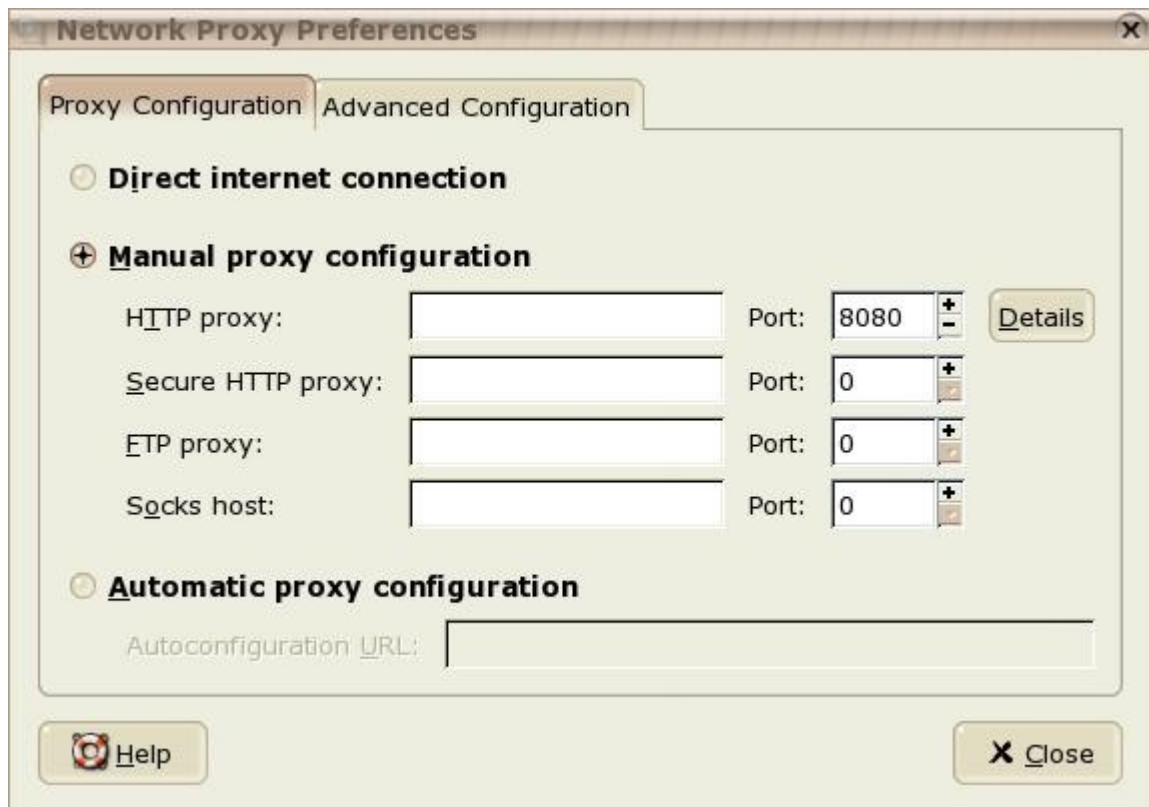 Network Proxy Preferences
Proxy Configuration Advanced Configuration
Direct internet connection
Manual proxy configuration
HTTP proxy: Port: 8080 Details
Secure HTTP proxy: Port: 0
FTP proxy: Port: 0
Socks host: Port: 0
Automatic proxy configuration
Autoconfiguration URL:
Help Close